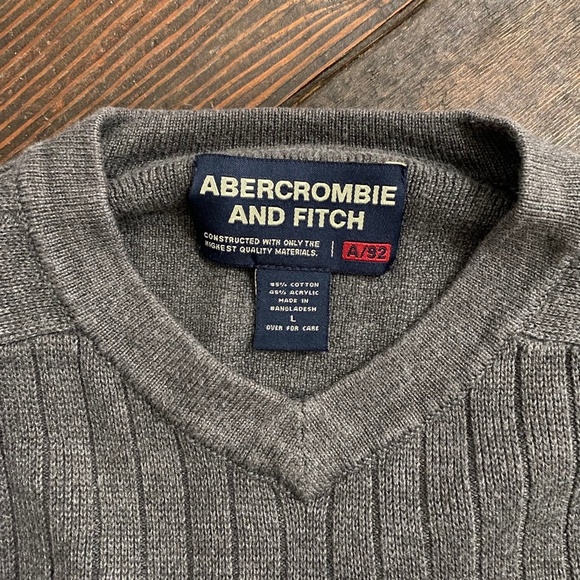 ABERCROMBIE
AND FITCH
CONSTRUCTED WITH ONLY THE
HIGHEST QUALITY MATERIALS.
A/92
COTTON
45% ACRYLIC
MADE IN
BANGLADESH
L
OVER FOR CARE